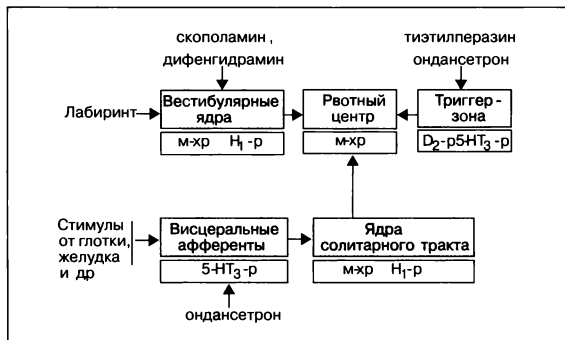 скополамин,
дифенгидрамин
тиэтилперазин
ондансетрон
Лабиринт
Вестибулярные
ядра
Рвотный
центр
Триггер-
зона
м-хр H₁-р
м-хр
D₂-р5-HT₃-р
Стимулы
от глотки,
желудка
и др
Висцеральные
афференты
Ядра
солитарного тракта
5-HT₃-р
м-хр H₁-р
ондансетрон